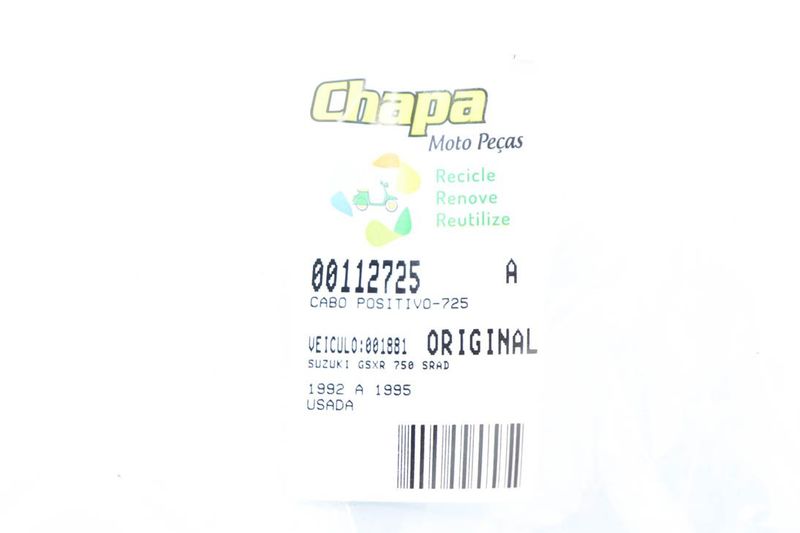 Chapa
Moto Peças
Recicle
Renove
Reutilize
00112725 A
CABO POSITIVO-725
VEICULO:001881 ORIGINAL
SUZUKI GSXR 750 SRAD
1992 A 1995
USADA